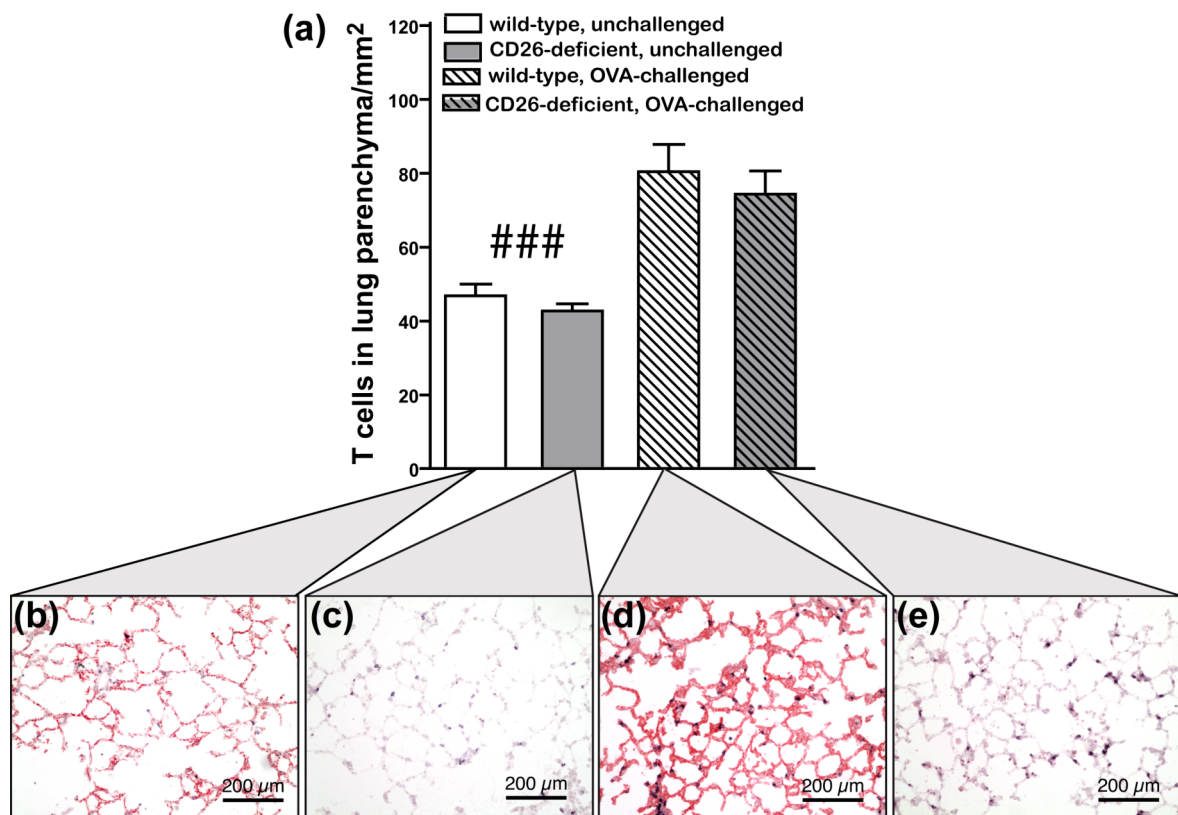 (a)
T cells in lung parenchyma/mm²
120
100
80
60
40
20
0
wild-type, unchallenged
CD26-deficient, unchallenged
wild-type, OVA-challenged
CD26-deficient, OVA-challenged
###
(b)
200 µm
(c)
200 µm
(d)
200 µm
(e)
200 µm